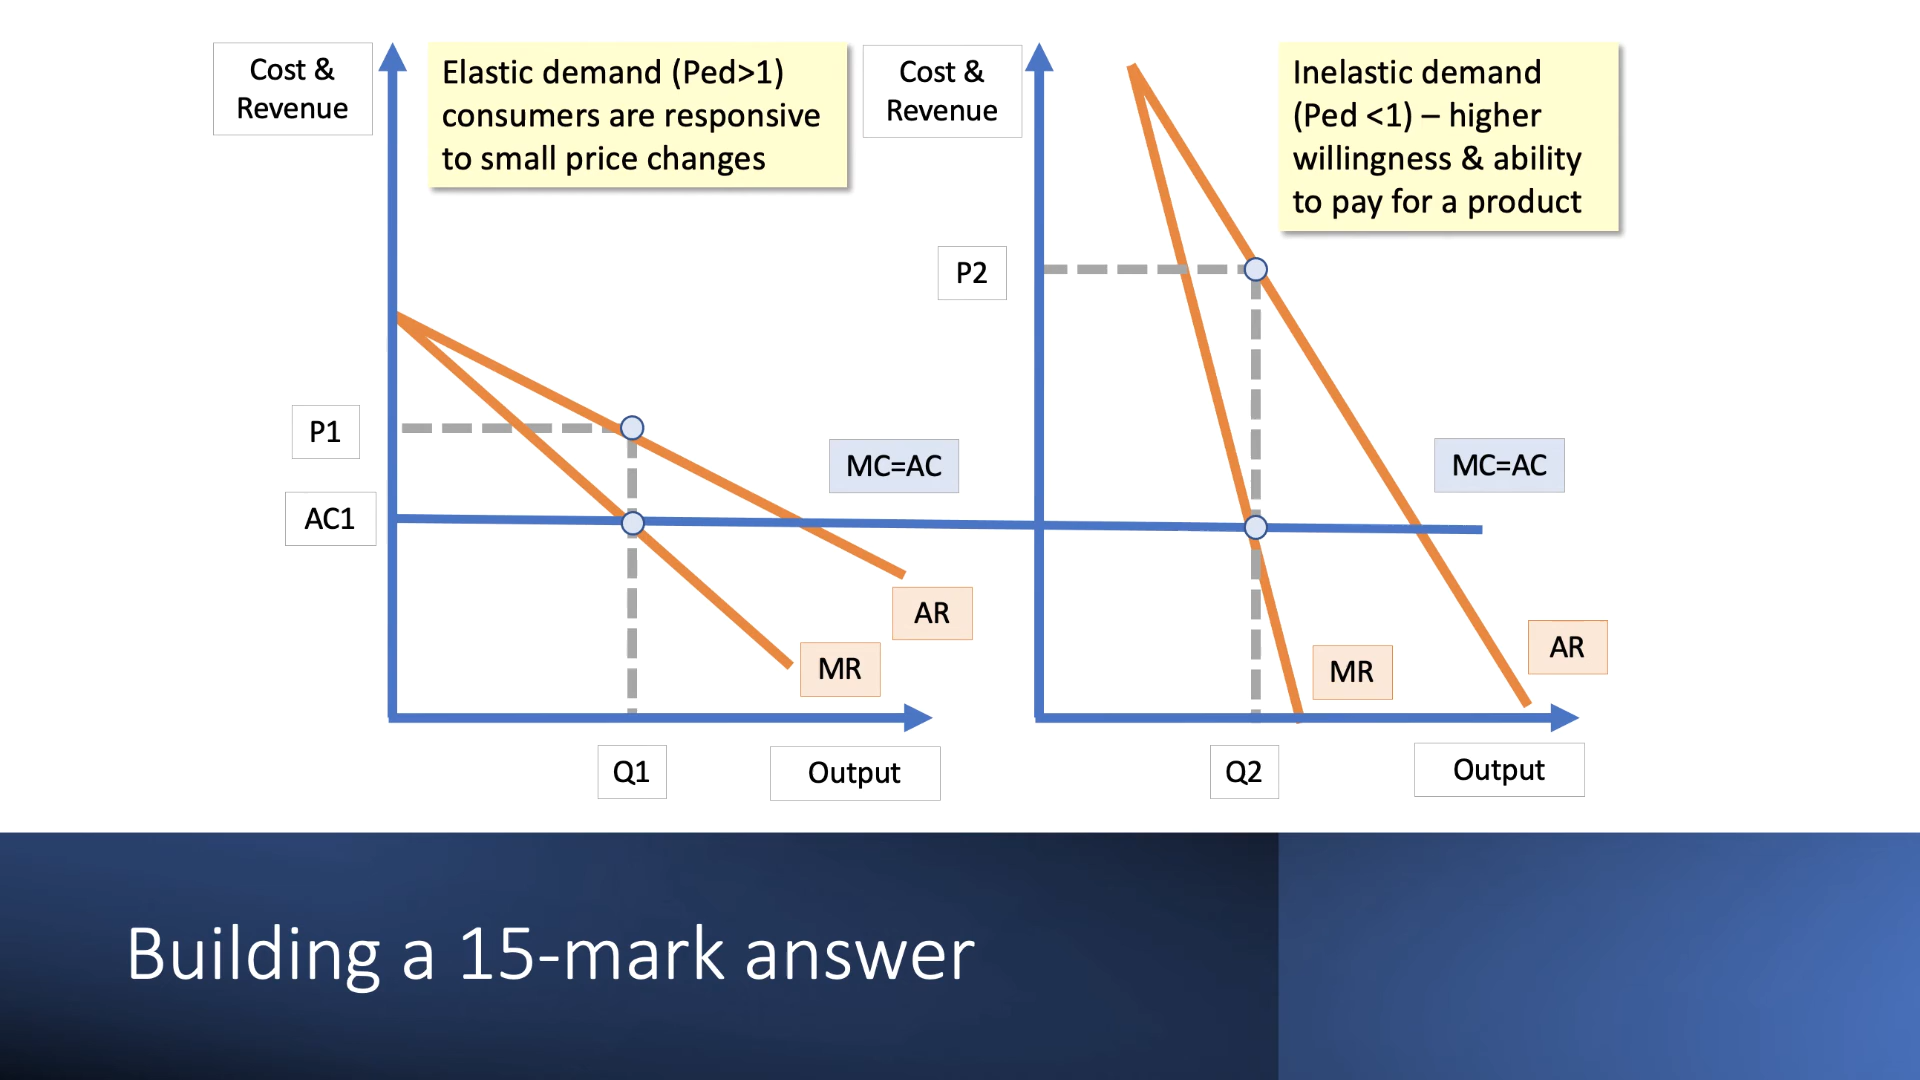 Cost &
Revenue
Elastic demand (Ped>1)
consumers are responsive
to small price changes
P1
AC1
MC=AC
AR
MR
Q1
Output
Cost &
Revenue
Inelastic demand
(Ped <1) – higher
willingness & ability
to pay for a product
P2
MC=AC
AR
MR
Q2
Output
Building a 15-mark answer